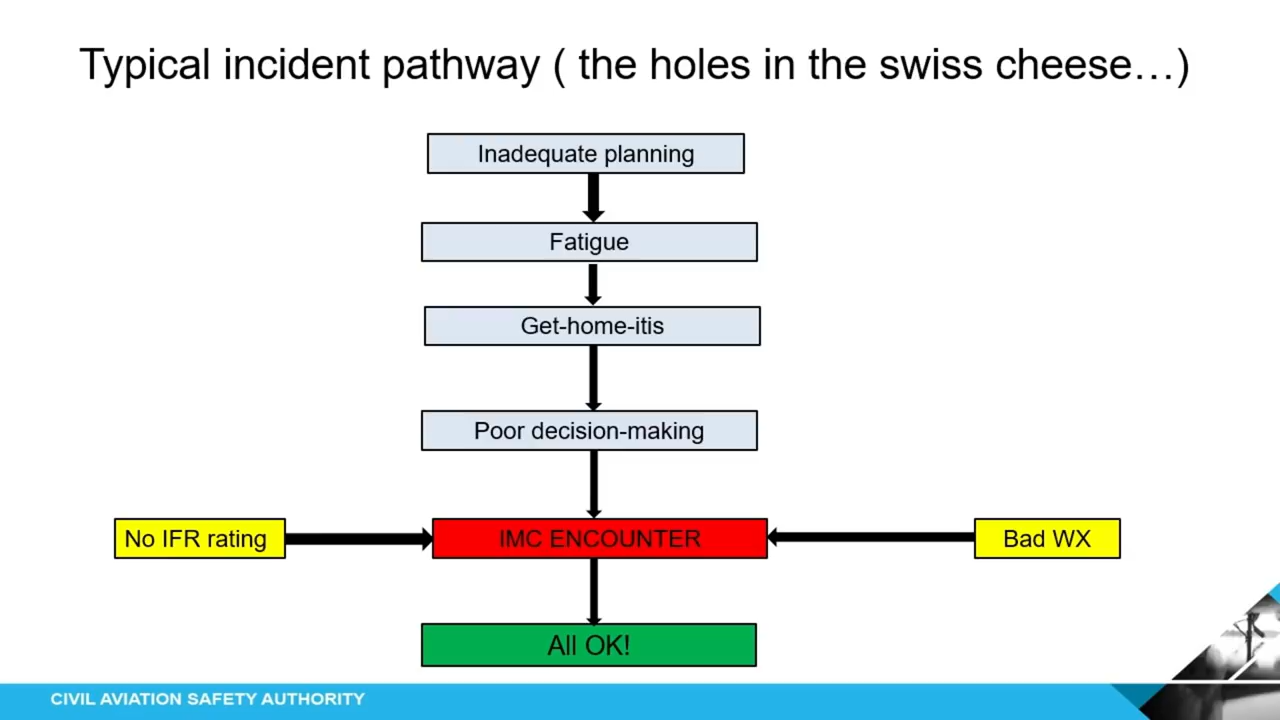 Typical incident pathway ( the holes in the swiss cheese…)
Inadequate planning
Fatigue
Get-home-itis
Poor decision-making
No IFR rating
IMC ENCOUNTER
Bad WX
All OK!
CIVIL AVIATION SAFETY AUTHORITY